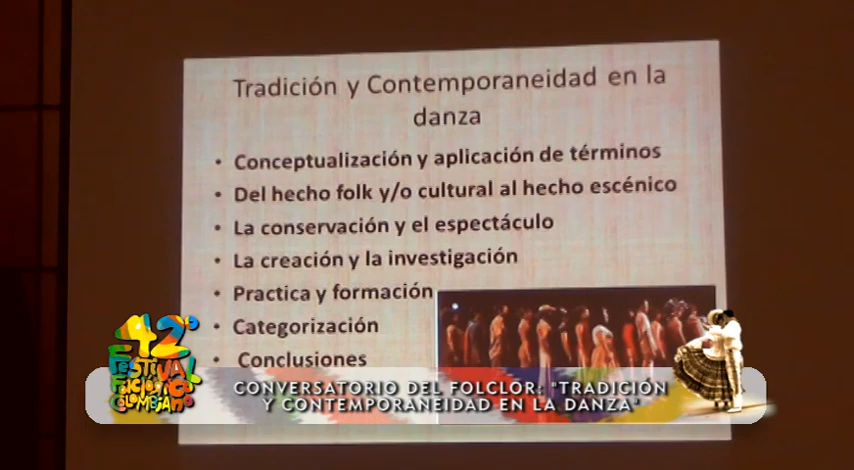 Tradición y Contemporaneidad en la
danza
• Conceptualización y aplicación de términos
• Del hecho folk y/o cultural al hecho escénico
• La conservación y el espectáculo
• La creación y la investigación
• Practica y formación
• Categorización
• Conclusiones
42°
FESTIVAL
Folclórico
COLOMBIANO
CONVERSATORIO DEL FOLCLOR: "TRADICIÓN
Y CONTEMPORANEIDAD EN LA DANZA"